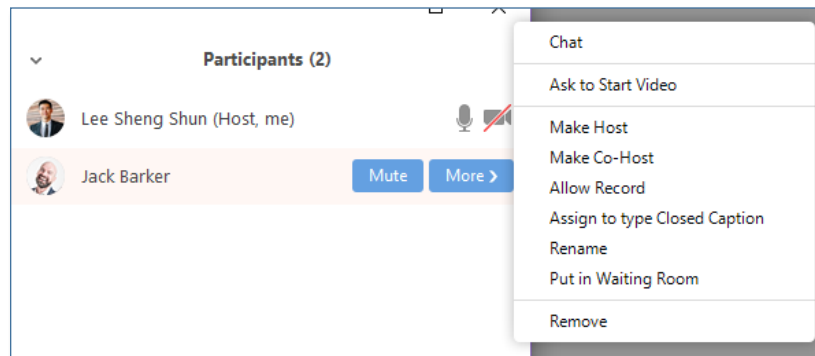 Participants (2)
Lee Sheng Shun (Host, me)
Jack Barker
Mute
More
Chat
Ask to Start Video
Make Host
Make Co-Host
Allow Record
Assign to type Closed Caption
Rename
Put in Waiting Room
Remove